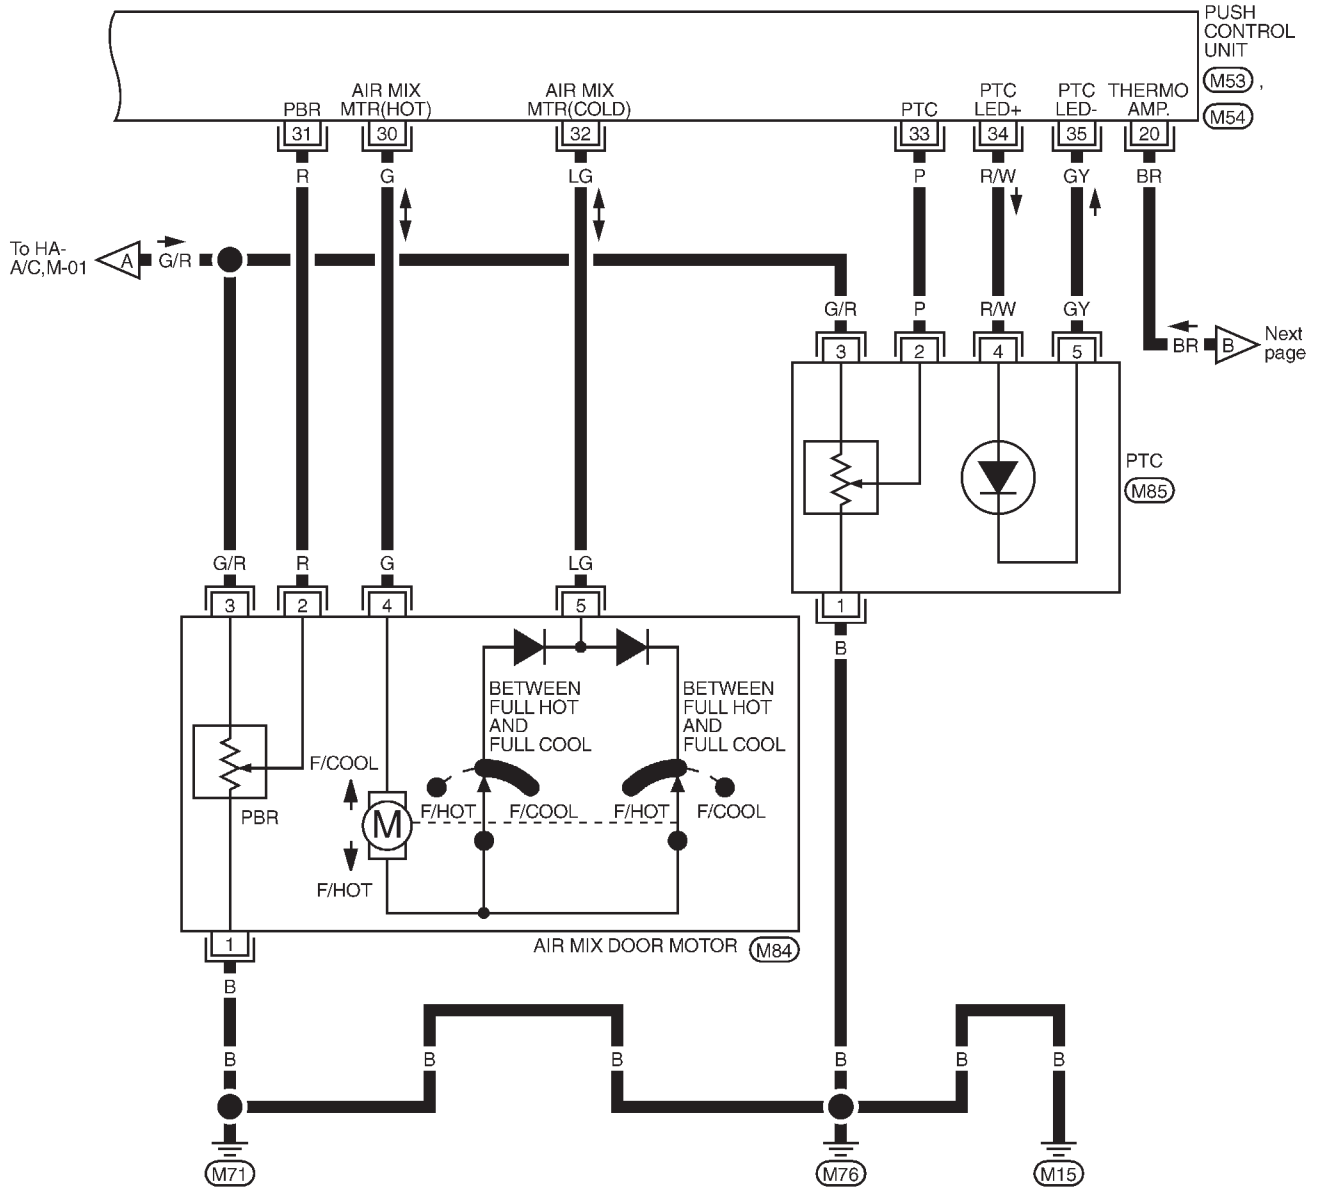 PUSH
CONTROL
UNIT
M53 ,
M54
PBR
AIR MIX
MTR(HOT)
AIR MIX
MTR(COLD)
PTC
PTC
LED+
PTC
LED-
THERMO
AMP.
31 30 32 33 34 35 20
R G LG P R/W GY BR
To HA-
A/C,M-01
A
G/R
G/R P R/W GY
BR
B
Next
page
3 2 4 5
PTC
M85
G/R R G LG
3 2 4 5
1
B
BETWEEN
FULL HOT
AND
FULL COOL
BETWEEN
FULL HOT
AND
FULL COOL
F/COOL
PBR
M
F/HOT
F/HOT F/COOL
F/HOT F/COOL
1
AIR MIX DOOR MOTOR
M84
B
B B B B B B
M71 M76 M15